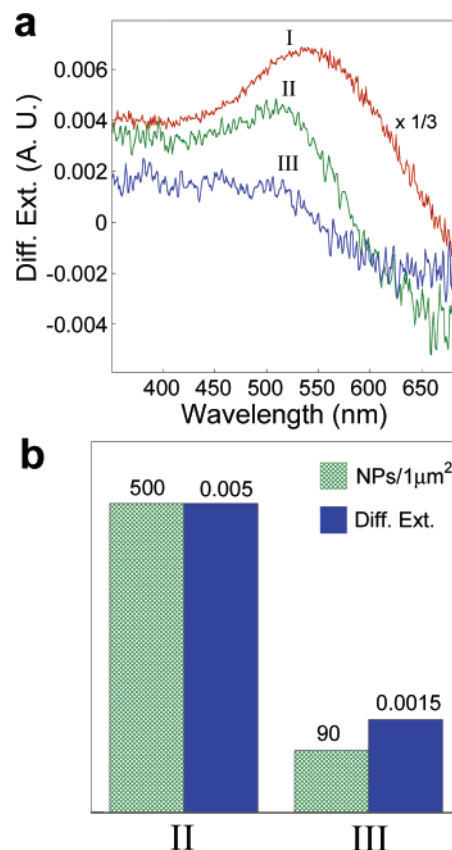 a
I
0.006
II
x 1/3
0.004
III
0.002
0
-0.002
-0.004
Diff. Ext. (A. U.)
400 450 500 550 600 650
Wavelength (nm)
b
NPs/1μm²
500 0.005
Diff. Ext.
0.0015
90
II III